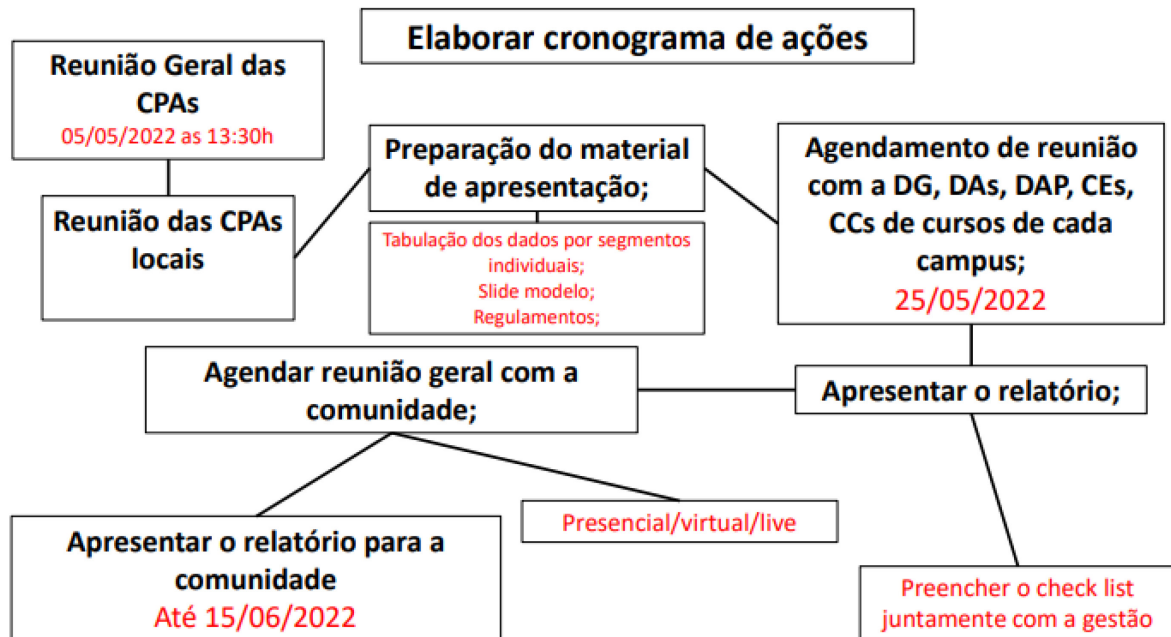 Elaborar cronograma de ações
Reunião Geral das
CPAs
05/05/2022 as 13:30h
Reunião das CPAs
locais
Preparação do material
de apresentação;
Tabulação dos dados por segmentos
individuais;
Slide modelo;
Regulamentos;
Agendamento de reunião
com a DG, DAs, DAP, CEs,
CCs de cursos de cada
campus;
25/05/2022
Apresentar o relatório;
Agendar reunião geral com a
comunidade;
Presencial/virtual/live
Apresentar o relatório para a
comunidade
Até 15/06/2022
Preencher o check list
juntamente com a gestão